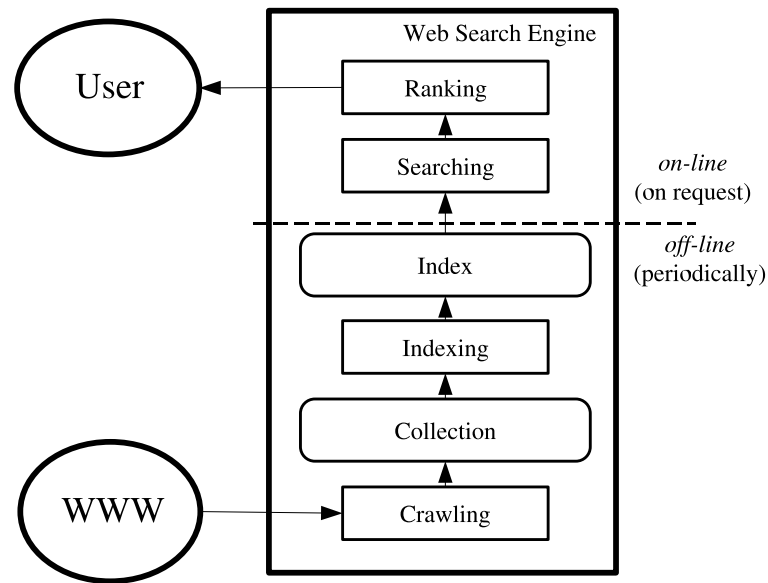 Web Search Engine
User
Ranking
Searching
on-line
(on request)
off-line
(periodically)
Index
Indexing
Collection
WWW
Crawling